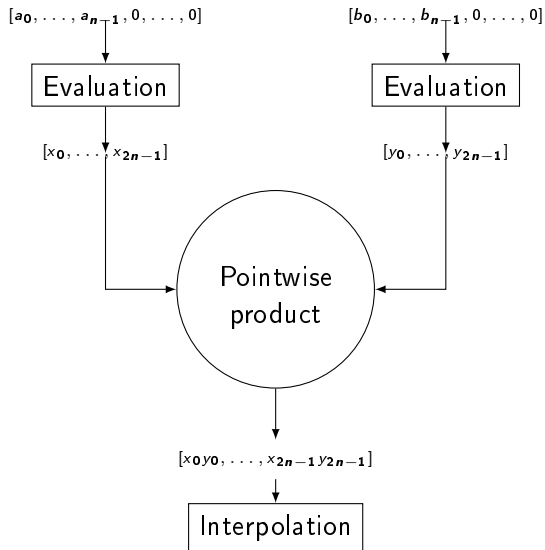 [a0, . . . , an−1, 0, . . . , 0]
[b0, . . . , bn−1, 0, . . . , 0]
Evaluation
Evaluation
[x0, . . . , x2n−1]
[y0, . . . , y2n−1]
Pointwise
product
[x0y0, . . . , x2n−1y2n−1]
Interpolation